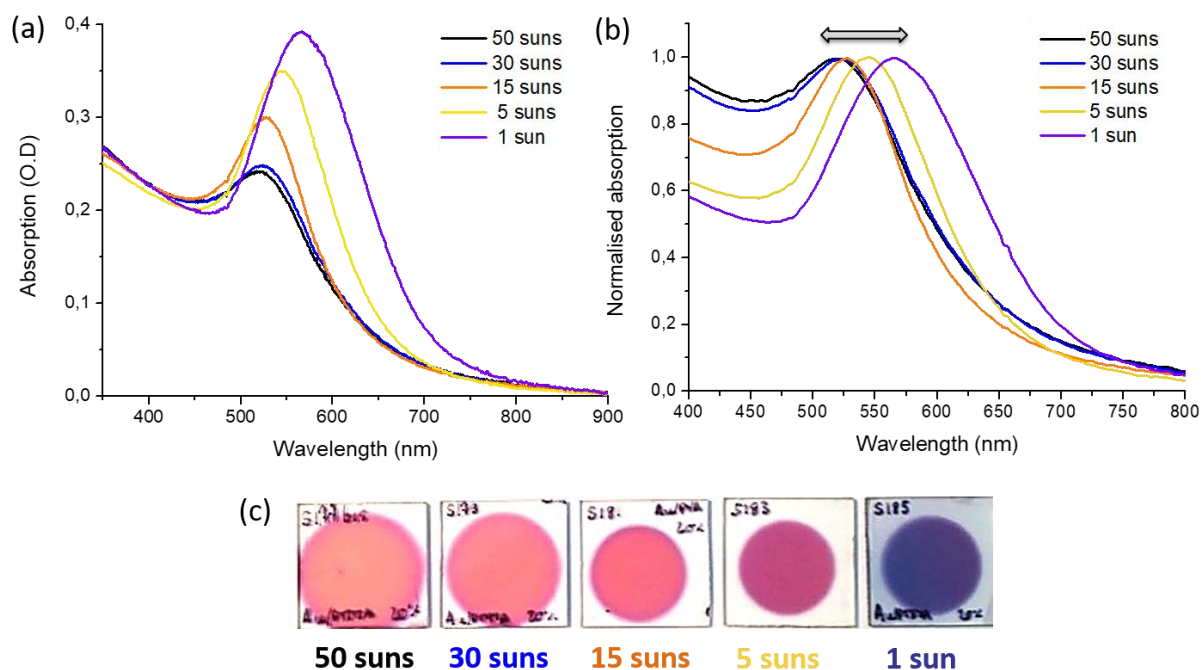 (a)
0,4
0,3
0,2
0,1
0,0
Absorption (O.D)
400 500 600 700 800 900
Wavelength (nm)
50 suns
30 suns
15 suns
5 suns
1 sun
(b)
1.0
0.8
0,6
0,4
0,2
0.0
Normalised absorption
400 450 500 550 600 650 700 750 800
Wavelength (nm)
50 suns
30 suns
15 suns
5 suns
1 sun
(c)
S173
S183
S185
20%
20%
20%
50 suns
30 suns
15 suns
5 suns
1 sun